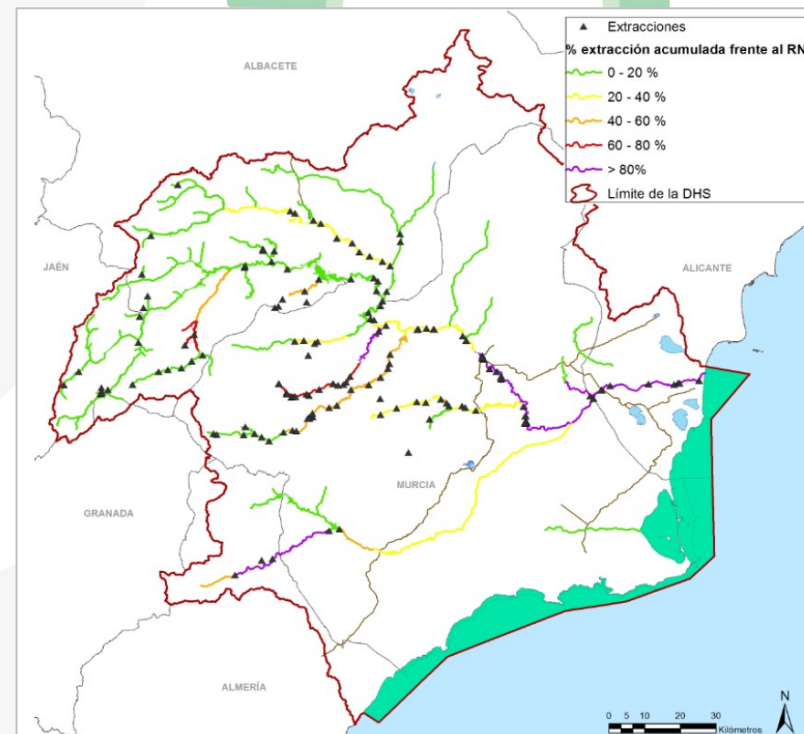 Extracciones
% extracción acumulada frente al RN
0 - 20 %
20 - 40 %
40 - 60 %
60 - 80 %
> 80%
Límite de la DHS
ALBACETE
JAÉN
ALICANTE
GRANADA
MURCIA
ALMERÍA
N
0 5 10 20 30
Kilómetros